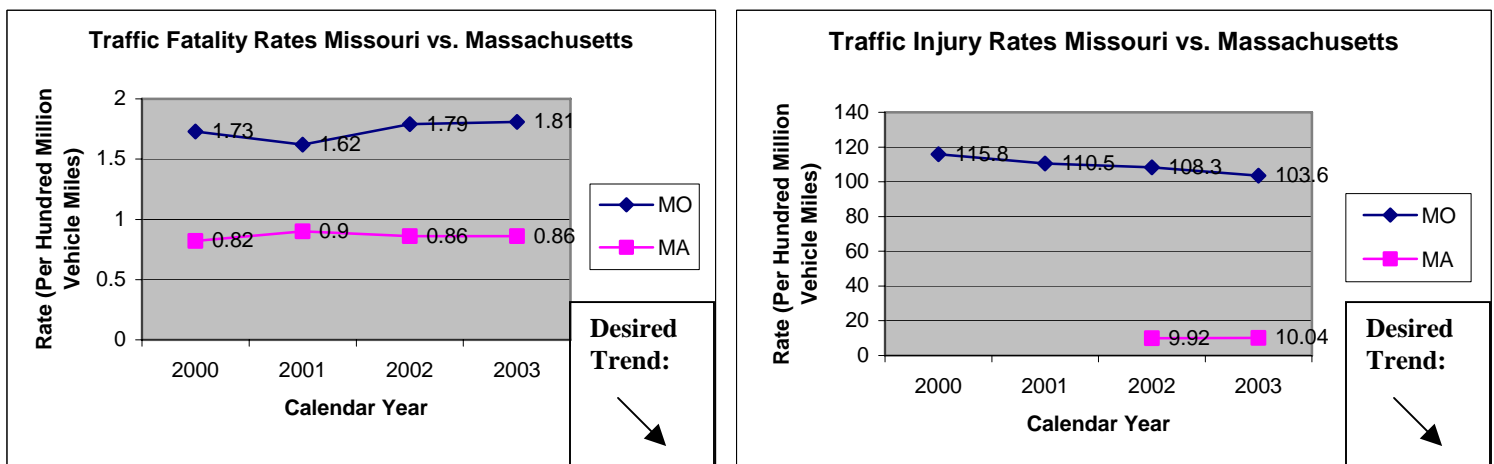 Traffic Fatality Rates Missouri vs. Massachusetts
Rate (Per Hundred Million
Vehicle Miles)
2
1.5
1
0.5
0
1.73
1.62
1.79
1.81
0.82
0.9
0.86
0.86
2000
2001
2002
2003
Calendar Year
MO
MA
Desired
Trend:
Traffic Injury Rates Missouri vs. Massachusetts
Rate (Per Hundred Million
Vehicle Miles)
140
120
100
80
60
40
20
0
115.8
110.5
108.3
103.6
9.92
10.04
2000
2001
2002
2003
Calendar Year
MO
MA
Desired
Trend: